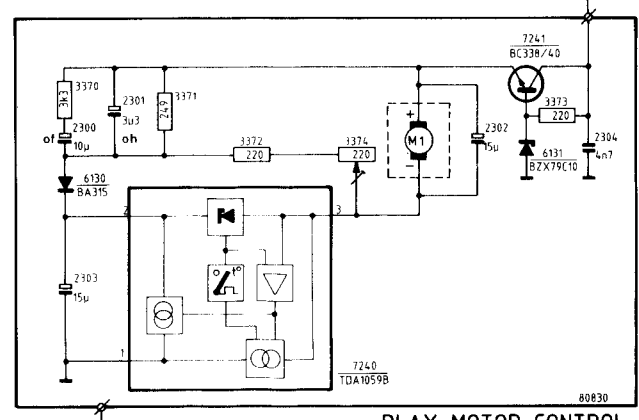 7241
BC338/40
3370
3k3
2301
3µ3
3371
249
2300
of
10µ
oh
3372
220
3374
220
+
M1
-
2302
15µ
3373
220
6131
BZX79C10
2304
4n7
6130
BA315
2
3
t°
2303
15µ
1
7240
TDA1059B
80830
PLAY MOTOR CONTROL